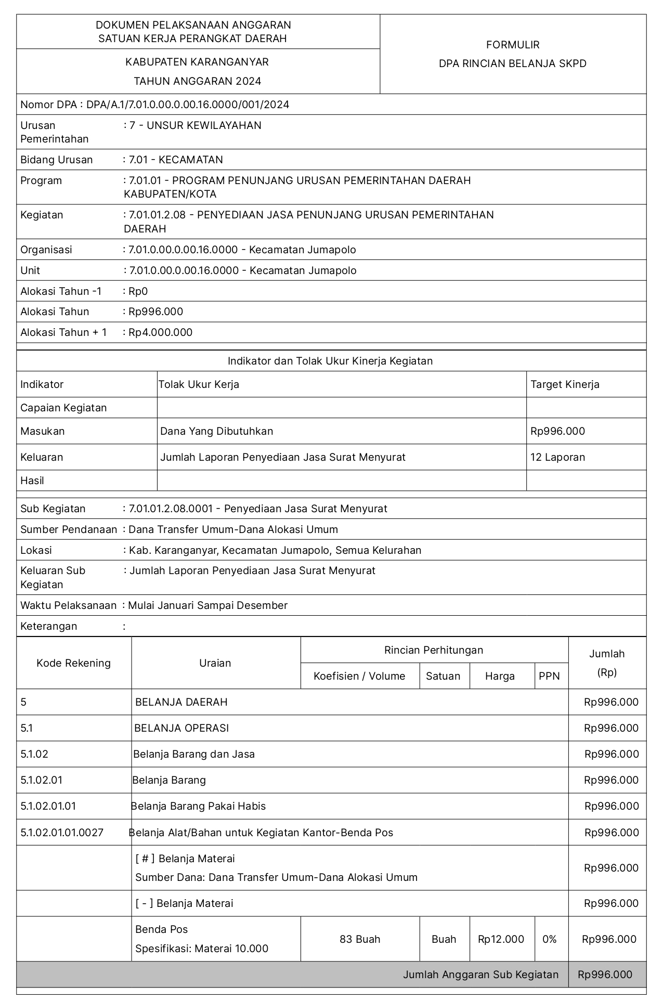 DOKUMEN PELAKSANAAN ANGGARAN
SATUAN KERJA PERANGKAT DAERAH
KABUPATEN KARANGANYAR
TAHUN ANGGARAN 2024
FORMULIR
DPA RINCIAN BELANJA SKPD
Nomor DPA : DPA/A.1/7.01.0.00.0.00.16.0000/001/2024
Urusan : 7 - UNSUR KEWILAYAHAN
Pemerintahan
Bidang Urusan : 7.01 - KECAMATAN
Program : 7.01.01 - PROGRAM PENUNJANG URUSAN PEMERINTAHAN DAERAH
KABUPATEN/KOTA
Kegiatan : 7.01.01.2.08 - PENYEDIAAN JASA PENUNJANG URUSAN PEMERINTAHAN
DAERAH
Organisasi : 7.01.0.00.0.00.16.0000 - Kecamatan Jumapolo
Unit : 7.01.0.00.0.00.16.0000 - Kecamatan Jumapolo
Alokasi Tahun -1 : Rp0
Alokasi Tahun : Rp996.000
Alokasi Tahun + 1 : Rp4.000.000
Indikator dan Tolak Ukur Kinerja Kegiatan
Indikator Tolak Ukur Kerja Target Kinerja
Capaian Kegiatan
Masukan Dana Yang Dibutuhkan Rp996.000
Keluaran Jumlah Laporan Penyediaan Jasa Surat Menyurat 12 Laporan
Hasil
Sub Kegiatan : 7.01.01.2.08.0001 - Penyediaan Jasa Surat Menyurat
Sumber Pendanaan : Dana Transfer Umum-Dana Alokasi Umum
Lokasi : Kab. Karanganyar, Kecamatan Jumapolo, Semua Kelurahan
Keluaran Sub : Jumlah Laporan Penyediaan Jasa Surat Menyurat
Kegiatan
Waktu Pelaksanaan : Mulai Januari Sampai Desember
Keterangan :
Kode Rekening Uraian Rincian Perhitungan Jumlah
(Rp)
Koefisien / Volume Satuan Harga PPN
5 BELANJA DAERAH Rp996.000
5.1 BELANJA OPERASI Rp996.000
5.1.02 Belanja Barang dan Jasa Rp996.000
5.1.02.01 Belanja Barang Rp996.000
5.1.02.01.01 Belanja Barang Pakai Habis Rp996.000
5.1.02.01.01.0027 Belanja Alat/Bahan untuk Kegiatan Kantor-Benda Pos Rp996.000
[ # ] Belanja Materai
Sumber Dana: Dana Transfer Umum-Dana Alokasi Umum Rp996.000
[ - ] Belanja Materai Rp996.000
Benda Pos
Spesifikasi: Materai 10.000 83 Buah Buah Rp12.000 0% Rp996.000
Jumlah Anggaran Sub Kegiatan Rp996.000